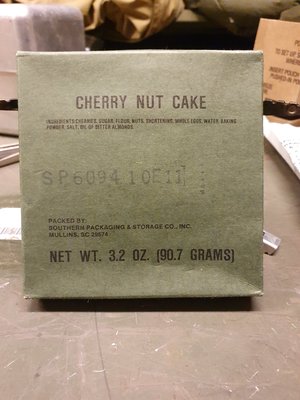 CHERRY NUT CAKE
INGREDIENTS:CHERRIES, SUGAR, FLOUR, NUTS, SHORTENING, WHOLE EGGS, WATER, BAKING
POWDER, SALT, OIL OF BITTER ALMONDS.
SP6094 10E11
PACKED BY:
SOUTHERN PACKAGING & STORAGE CO., INC.
MULLINS, SC 29574
NET WT. 3.2 OZ. (90.7 GRAMS)